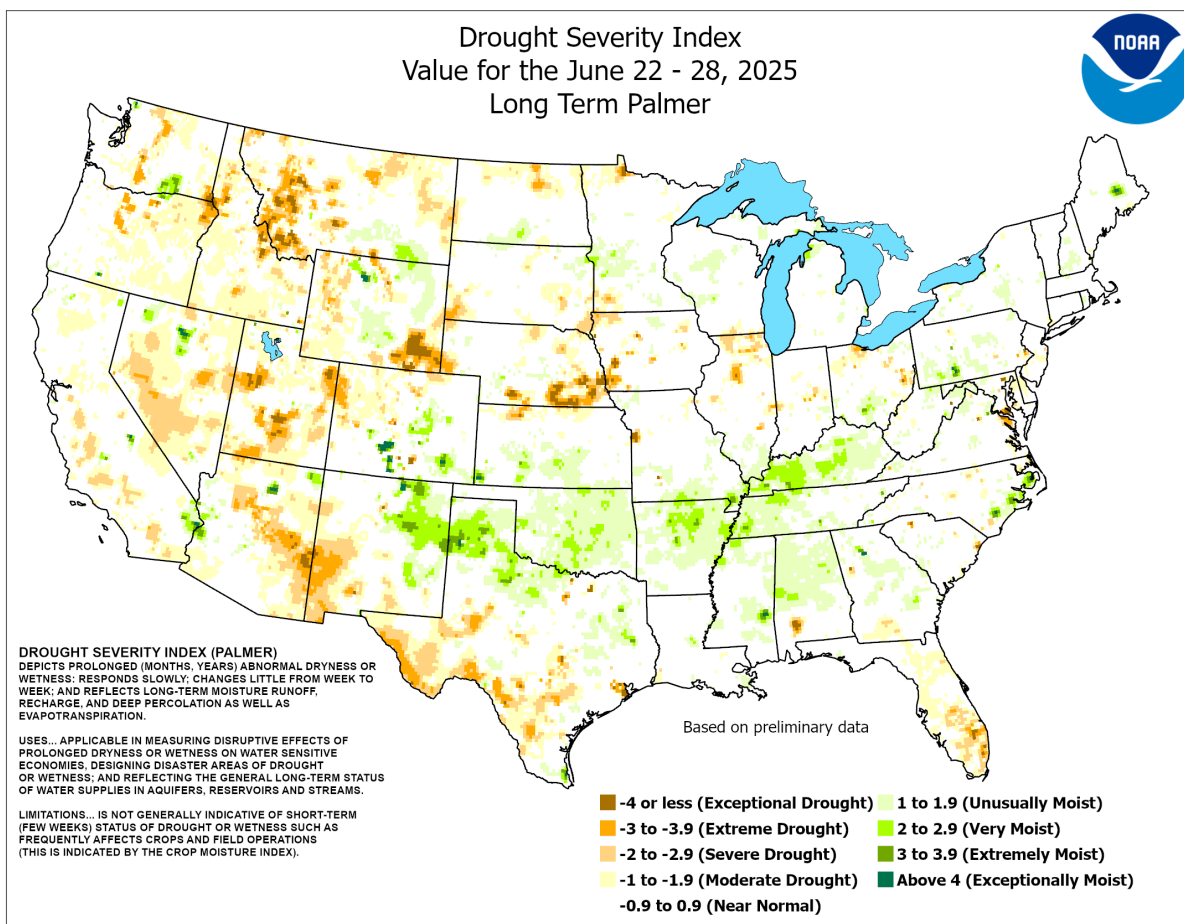 Drought Severity Index
Value for the June 22 - 28, 2025
Long Term Palmer
NOAA
DROUGHT SEVERITY INDEX (PALMER)
DEPICTS PROLONGED (MONTHS, YEARS) ABNORMAL DRYNESS OR
WETNESS: RESPONDS SLOWLY; CHANGES LITTLE FROM WEEK TO
WEEK; AND REFLECTS LONG-TERM MOISTURE RUNOFF,
RECHARGE, AND DEEP PERCOLATION AS WELL AS
EVAPOTRANSPIRATION.
USES... APPLICABLE IN MEASURING DISRUPTIVE EFFECTS OF
PROLONGED DRYNESS OR WETNESS ON WATER SENSITIVE
ECONOMIES, DESIGNING DISASTER AREAS OF DROUGHT
OR WETNESS; AND REFLECTING THE GENERAL LONG-TERM STATUS
OF WATER SUPPLIES IN AQUIFERS, RESERVOIRS AND STREAMS.
LIMITATIONS... IS NOT GENERALLY INDICATIVE OF SHORT-TERM
(FEW WEEKS) STATUS OF DROUGHT OR WETNESS SUCH AS
FREQUENTLY AFFECTS CROPS AND FIELD OPERATIONS
(THIS IS INDICATED BY THE CROP MOISTURE INDEX).
Based on preliminary data
-4 or less (Exceptional Drought)
-3 to -3.9 (Extreme Drought)
-2 to -2.9 (Severe Drought)
-1 to -1.9 (Moderate Drought)
-0.9 to 0.9 (Near Normal)
1 to 1.9 (Unusually Moist)
2 to 2.9 (Very Moist)
3 to 3.9 (Extremely Moist)
Above 4 (Exceptionally Moist)